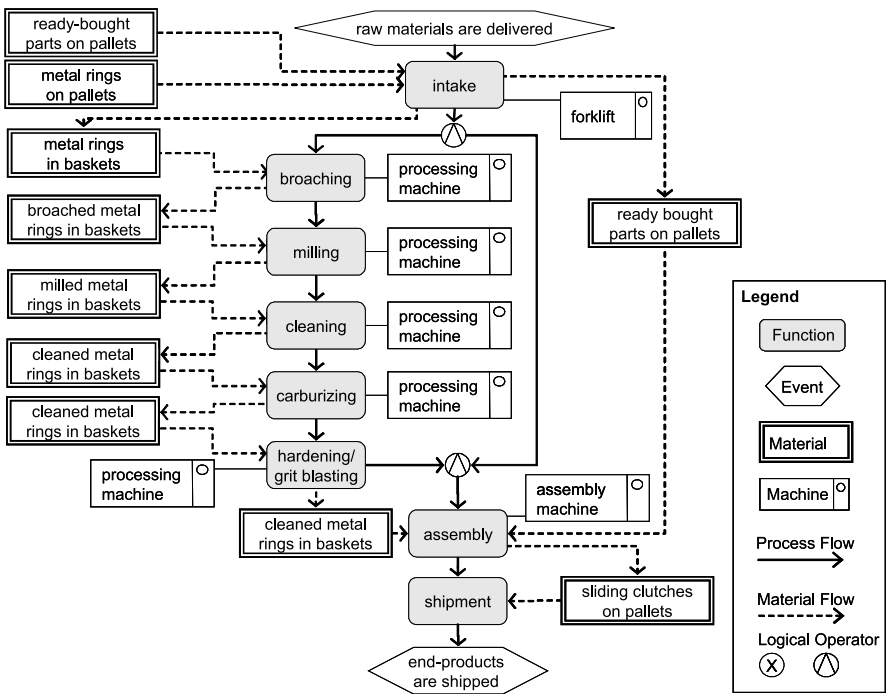 ready-bought
parts on pallets
raw materials are delivered
metal rings
on pallets
intake
forklift
metal rings
in baskets
broaching
processing
machine
broached metal
rings in baskets
ready bought
parts on pallets
milling
processing
machine
milled metal
rings in baskets
cleaning
processing
machine
cleaned metal
rings in baskets
carburizing
processing
machine
cleaned metal
rings in baskets
hardening/
grit blasting
processing
machine
assembly
machine
cleaned metal
rings in baskets
assembly
shipment
sliding clutches
on pallets
end-products
are shipped
Legend
Function
Event
Material
Machine
Process Flow
Material Flow
Logical Operator
X